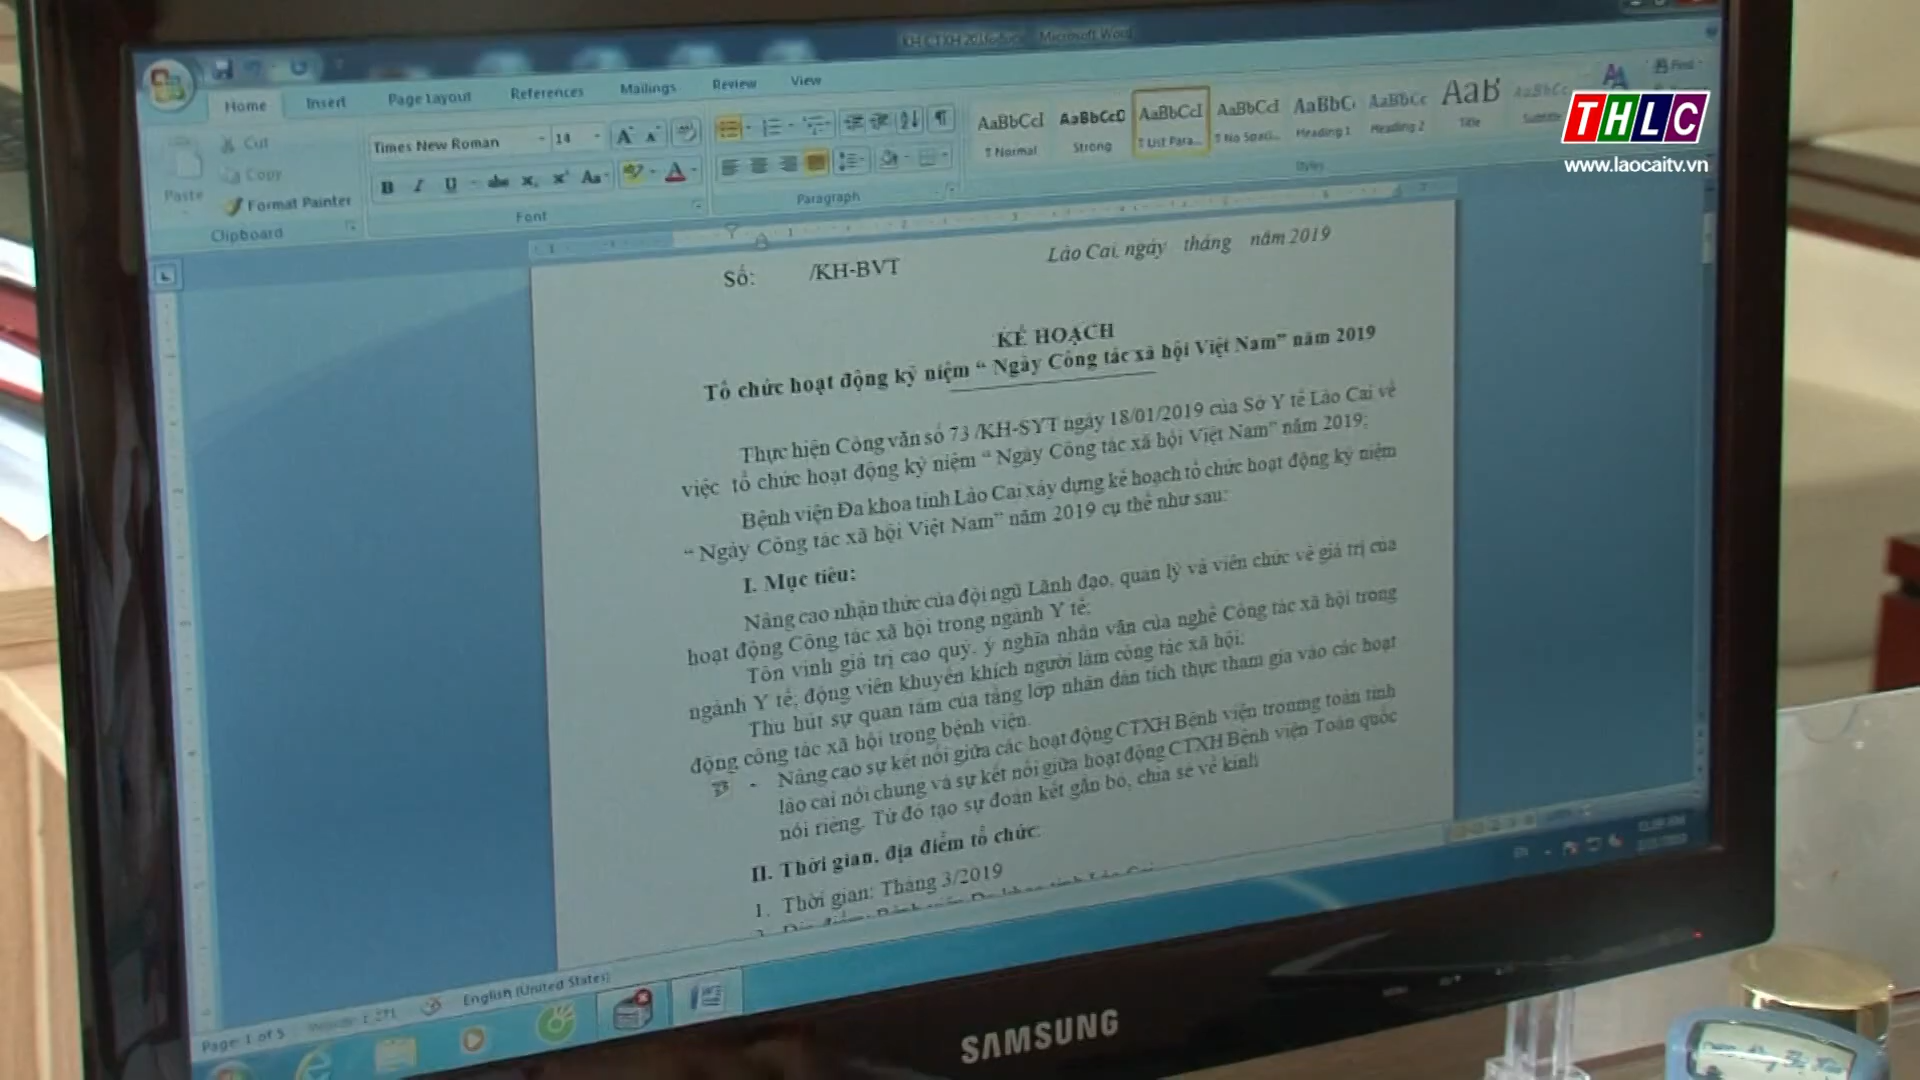 THLC
www.laocaitv.vn
Microsoft Word
Home Insert Page Layout References Mailings Review View
Cut
Copy
Paste
Format Painter
Clipboard
Times New Roman 14
Font
Paragraph
AaBbCcI AaBbCcD AaBbCcI AaBbCcI AaBbC AaBbCc AaB
Normal Strong List Para... No Spaci... Heading 1 Heading 2 Title
Styles
Số: /KH-BVT Lào Cai, ngày tháng năm 2019
KẾ HOẠCH
Tổ chức hoạt động kỷ niệm “ Ngày Công tác xã hội Việt Nam” năm 2019
Thực hiện Công văn số 73 /KH-SYT ngày 18/01/2019 của Sở Y tế Lào Cai về
việc tổ chức hoạt động kỷ niệm “ Ngày Công tác xã hội Việt Nam” năm 2019;
Bệnh viện Đa khoa tỉnh Lào Cai xây dựng kế hoạch tổ chức hoạt động kỷ niệm
“ Ngày Công tác xã hội Việt Nam” năm 2019 cụ thể như sau:
I. Mục tiêu:
Nâng cao nhận thức của đội ngũ Lãnh đạo, quản lý và viên chức về giá trị của
hoạt động Công tác xã hội trong ngành Y tế;
Tôn vinh giá trị cao quý, ý nghĩa nhân văn của nghề Công tác xã hội trong
ngành Y tế; động viên khuyến khích người làm công tác xã hội;
Thu hút sự quan tâm của tầng lớp nhân dân tích thực tham gia vào các hoạt
động công tác xã hội trong bệnh viện.
- Nâng cao sự kết nối giữa các hoạt động CTXH Bệnh viện tronmg toàn tỉnh
lào cai nói chung và sự kết nối giữa hoạt động CTXH Bệnh viện Toàn quốc
nói riêng. Từ đó tạo sự đoàn kết gắn bó, chia sẻ về kinh
II. Thời gian, địa điểm tổ chức:
1. Thời gian: Tháng 3/2019
Page: 1 of 5 English (United States)
SAMSUNG